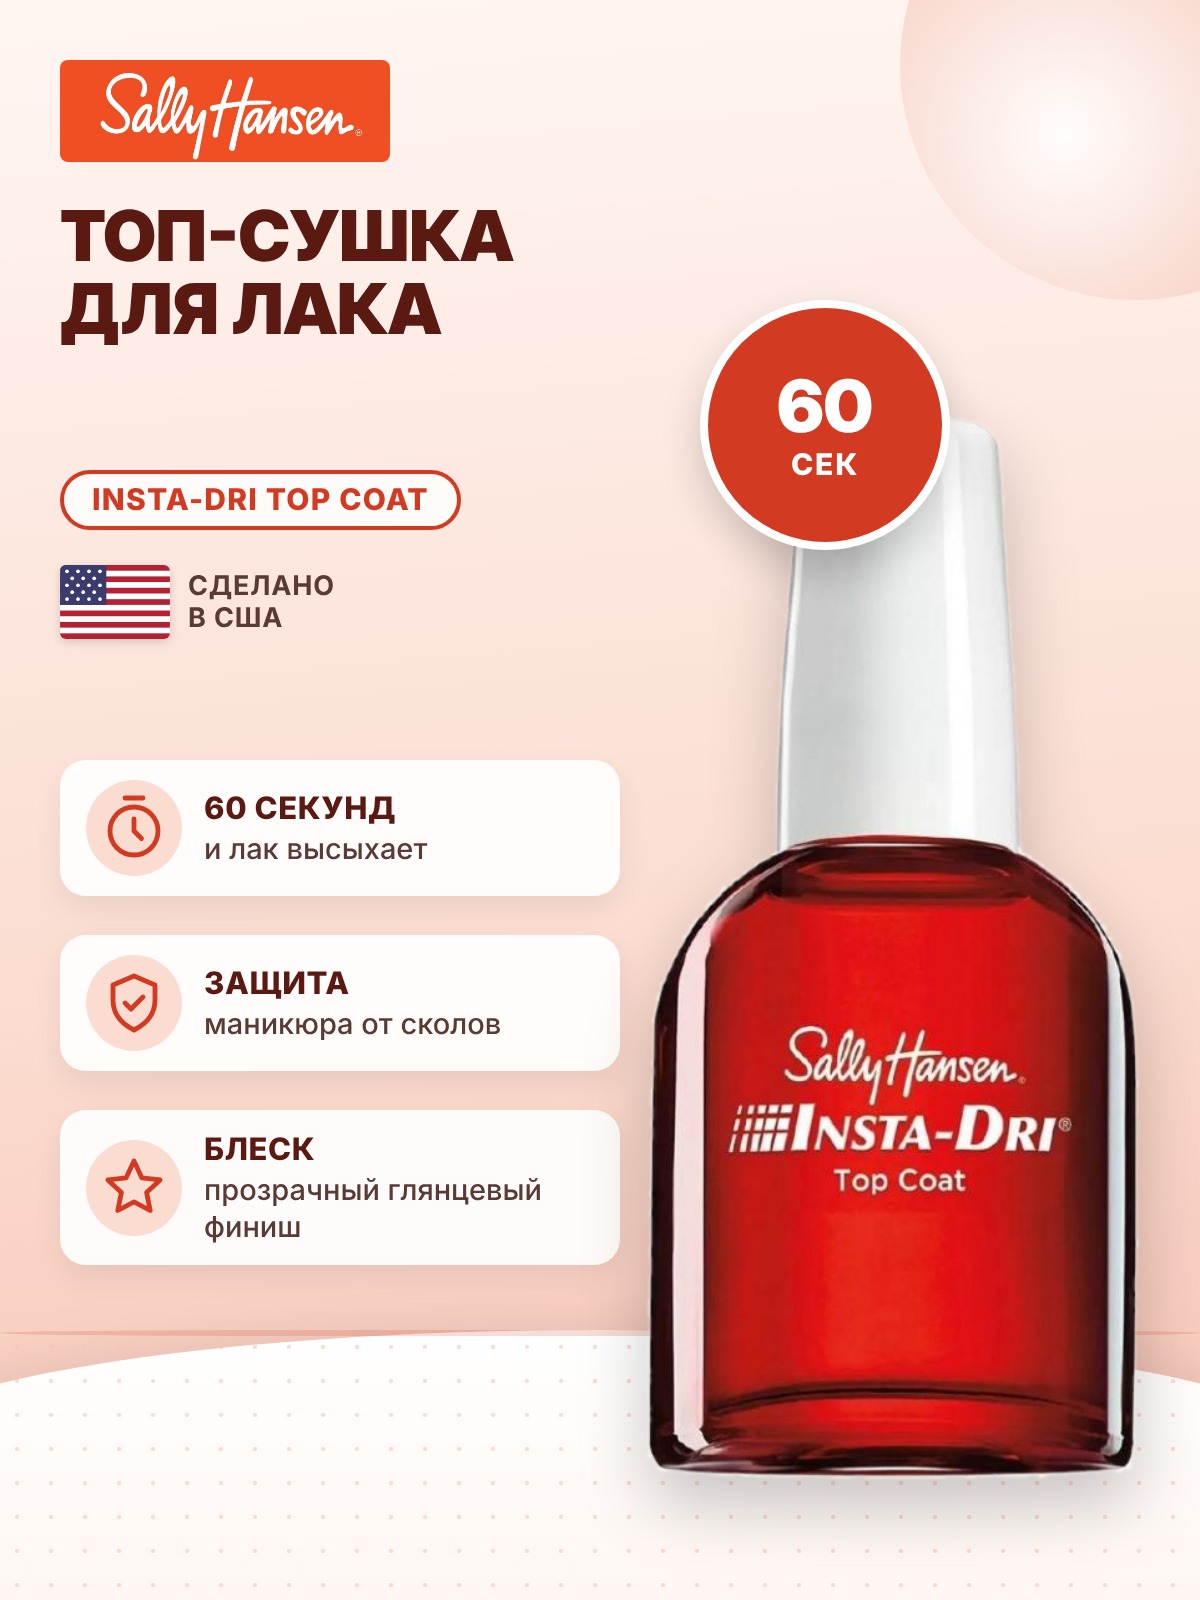 Sally Hansen®
ТОП-СУШКА
ДЛЯ ЛАКА
60
СЕК
INSTA-DRI TOP COAT
СДЕЛАНО
В США
60 СЕКУНД
и лак высыхает
ЗАЩИТА
маникюра от сколов
БЛЕСК
прозрачный глянцевый
финиш
Sally Hansen®
INSTA-DRI®
Top Coat